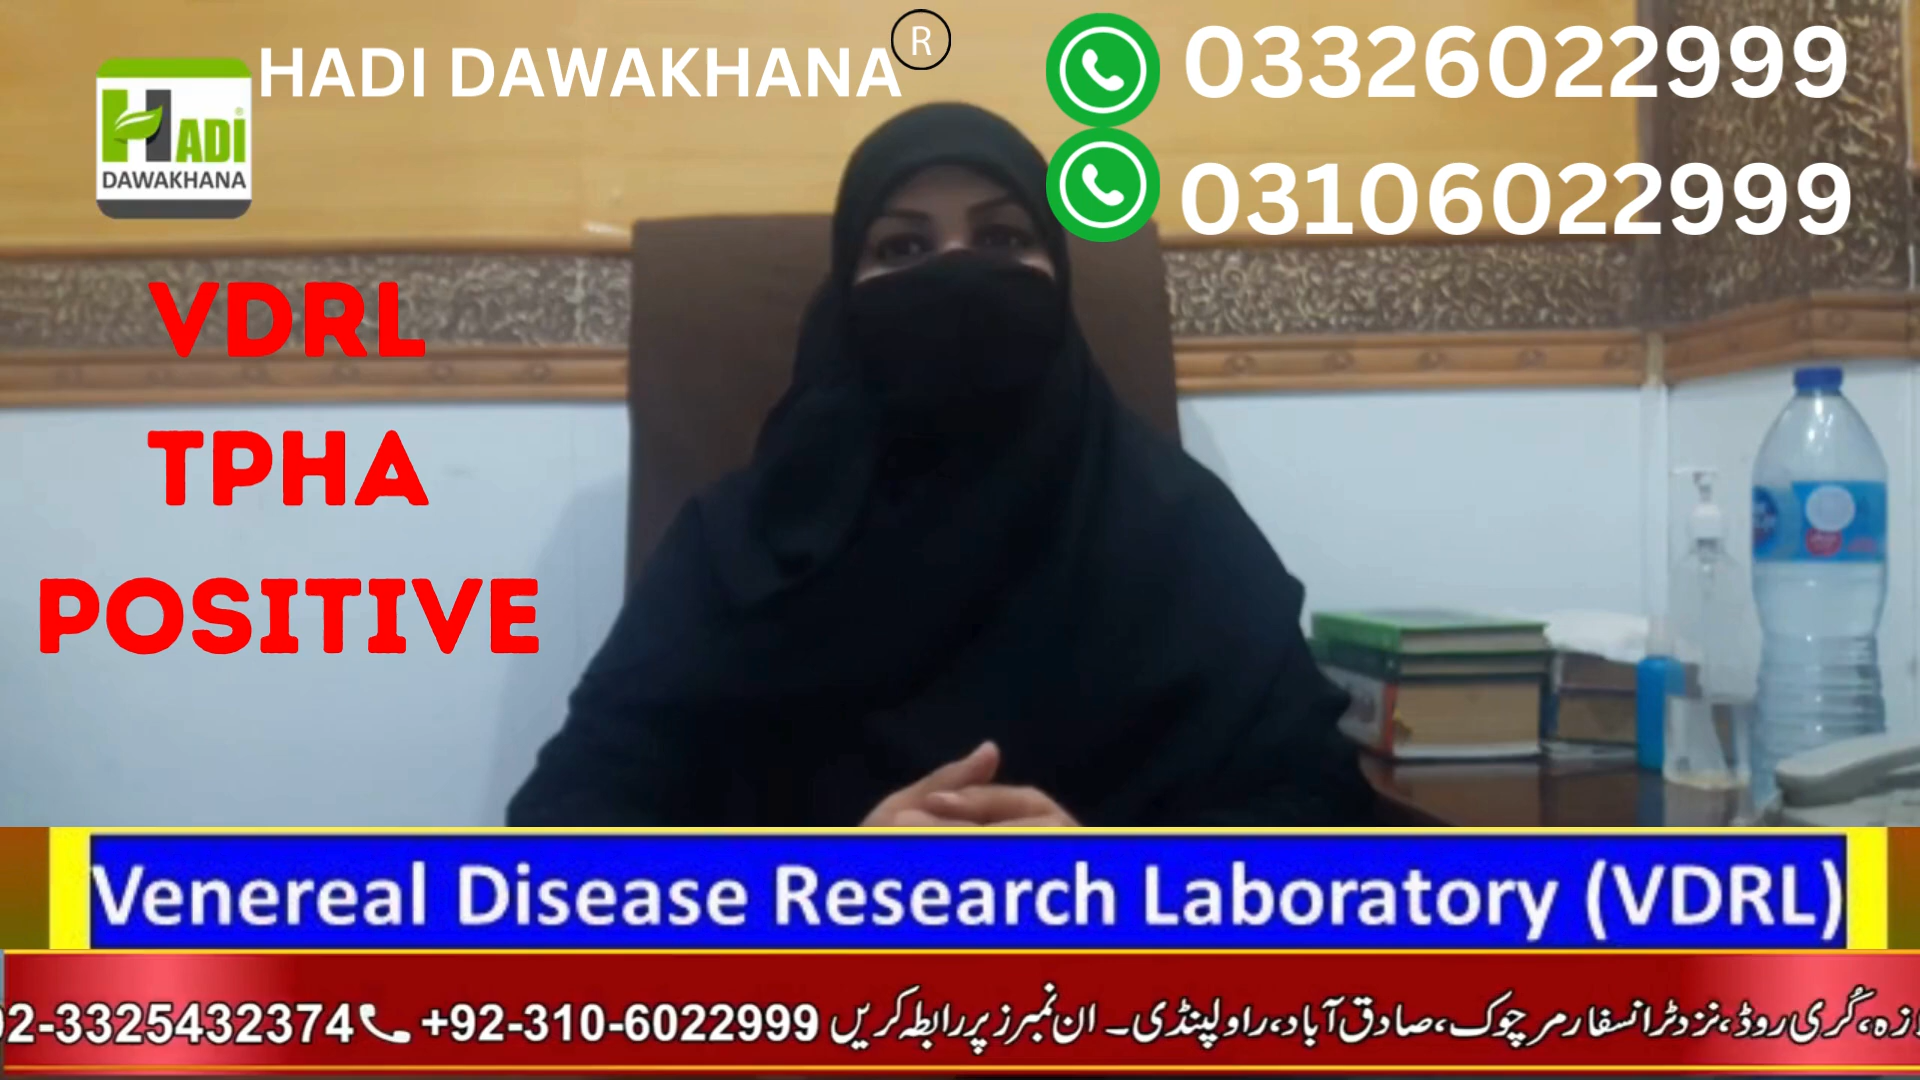 HADI DAWAKHANA®
HADI®
DAWAKHANA
03326022999
03106022999
VDRL
TPHA
POSITIVE
Venereal Disease Research Laboratory (VDRL)
گری روڈ، نزد ٹرانسفارمر چوک، صادق آباد، راولپنڈی۔ ان نمبرز پر رابطہ کریں +92-310-6022999 2-3325432374